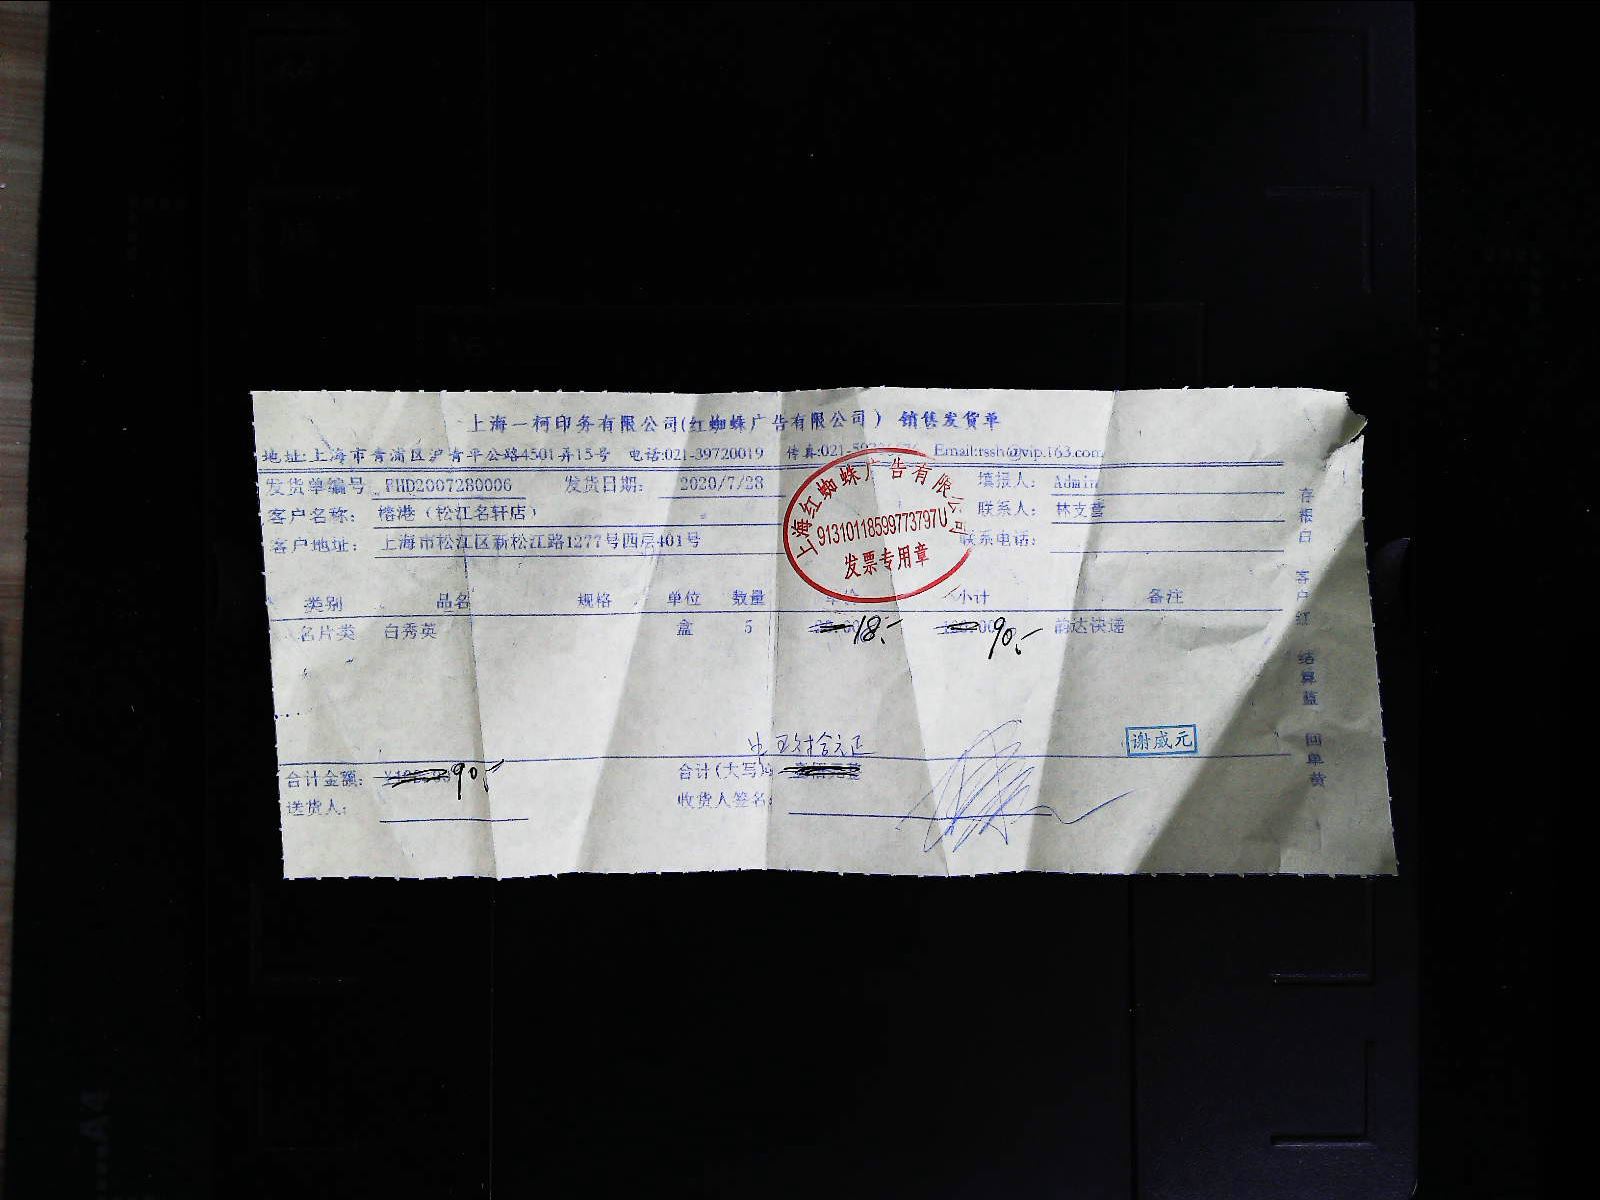 上海一柯印务有限公司(红蜘蛛广告有限公司) 销售发货单
地址:上海市青浦区沪青平公路4501弄15号 电话:021-39720019 传真:021- Email:rssh@vip.163.com
发货单编号 FHD2007280006 发货日期: 2020/7/28 填报人: Admin
客户名称: 榕港（松江名轩店） 联系人: 林支萱
客户地址: 上海市松江区新松江路1277号四层401号 联系电话:
上海红蜘蛛广告有限公司
91310118599773797U
发票专用章
类别 品名 规格 单位 数量 单价 小计 备注
名片类 白秀英 盒 5 18.- 90.- 韵达快递
谢威元
合计金额: 90.- 合计(大写):
送货人: 收货人签名:
存根白 客户红 结算蓝 回单黄